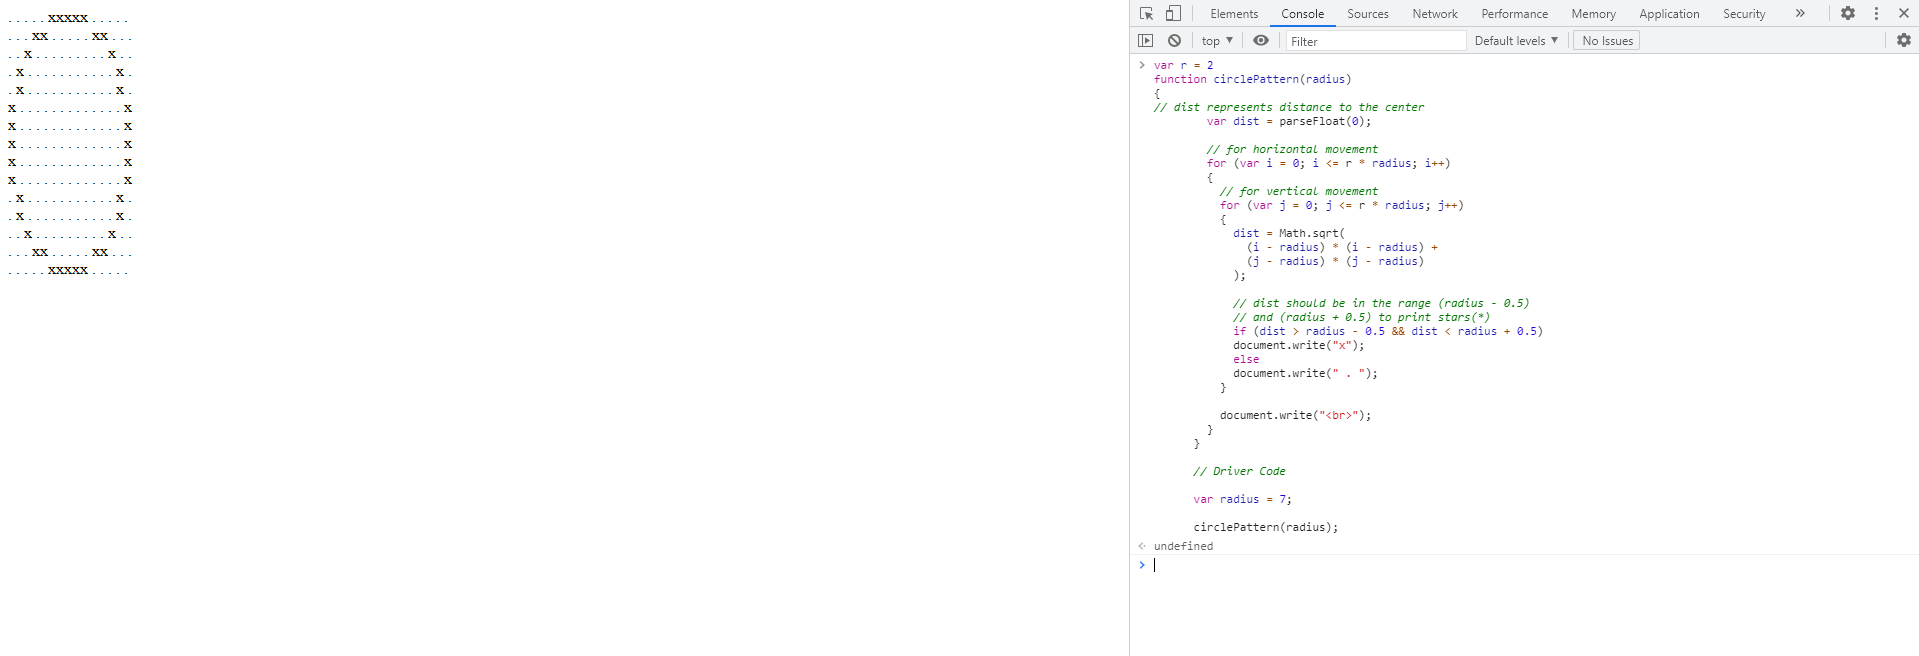 . . . . . xxxxx . . . . .
. . . xx . . . . . xx . . .
. . x . . . . . . . . . x . .
. x . . . . . . . . . . . x .
. x . . . . . . . . . . . x .
x . . . . . . . . . . . . . x
x . . . . . . . . . . . . . x
x . . . . . . . . . . . . . x
x . . . . . . . . . . . . . x
x . . . . . . . . . . . . . x
. x . . . . . . . . . . . x .
. x . . . . . . . . . . . x .
. . x . . . . . . . . . x . .
. . . xx . . . . . xx . . .
. . . . . xxxxx . . . . .
Elements Console Sources Network Performance Memory Application Security »
top ▼ Filter Default levels ▼ No Issues
> var r = 2
function circlePattern(radius)
{
// dist represents distance to the center
var dist = parseFloat(0);
// for horizontal movement
for (var i = 0; i <= r * radius; i++)
{
// for vertical movement
for (var j = 0; j <= r * radius; j++)
{
dist = Math.sqrt(
(i - radius) * (i - radius) +
(j - radius) * (j - radius)
);
// dist should be in the range (radius - 0.5)
// and (radius + 0.5) to print stars(*)
if (dist > radius - 0.5 && dist < radius + 0.5)
document.write("x");
else
document.write(" . ");
}
document.write("<br>");
}
}
// Driver Code
var radius = 7;
circlePattern(radius);
undefined
>